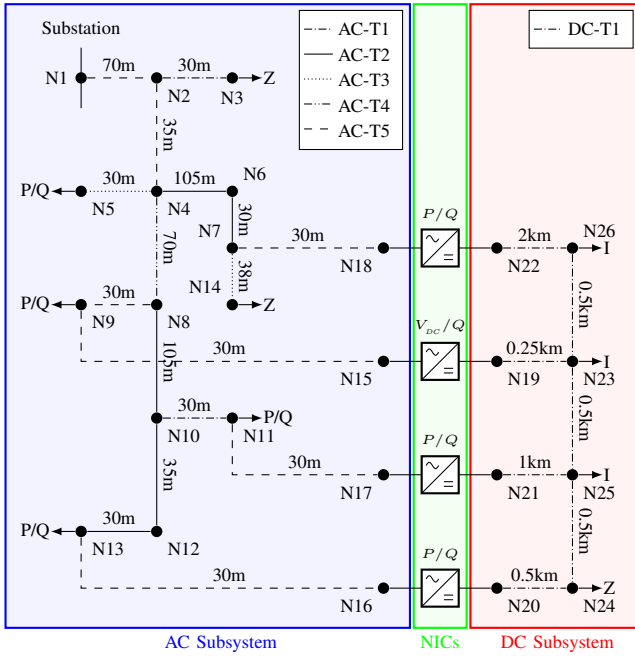 Substation
N1
70m
N2
30m
N3
Z
AC-T1
AC-T2
AC-T3
AC-T4
AC-T5
DC-T1
35m
P/Q
30m
N5
N4
105m
N6
30m
N7
70m
38m
30m
N18
P/Q
N22
2km
N26
I
N14
Z
0.5km
P/Q
30m
N9
N8
105m
30m
N15
V_DC/Q
N19
0.25km
N23
I
0.5km
30m
N10
N11
P/Q
35m
30m
N17
P/Q
N21
1km
N25
I
0.5km
P/Q
30m
N13
N12
30m
N16
P/Q
N20
0.5km
N24
Z
AC Subsystem
NICs
DC Subsystem